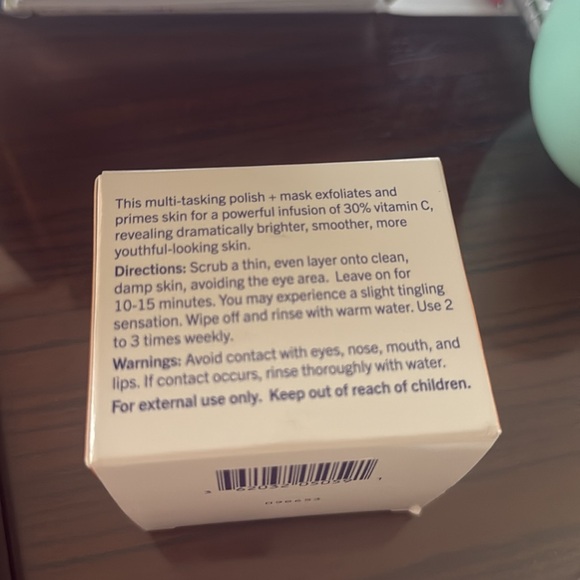 This multi-tasking polish + mask exfoliates and
primes skin for a powerful infusion of 30% vitamin C,
revealing dramatically brighter, smoother, more
youthful-looking skin.
Directions: Scrub a thin, even layer onto clean,
damp skin, avoiding the eye area. Leave on for
10-15 minutes. You may experience a slight tingling
sensation. Wipe off and rinse with warm water. Use 2
to 3 times weekly.
Warnings: Avoid contact with eyes, nose, mouth, and
lips. If contact occurs, rinse thoroughly with water.
For external use only. Keep out of reach of children.